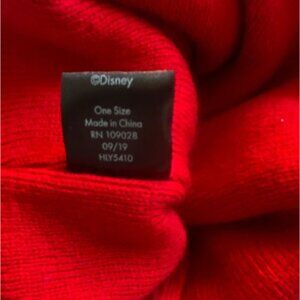 ©Disney
One Size
Made in China
RN 109028
09/19
HLY5410